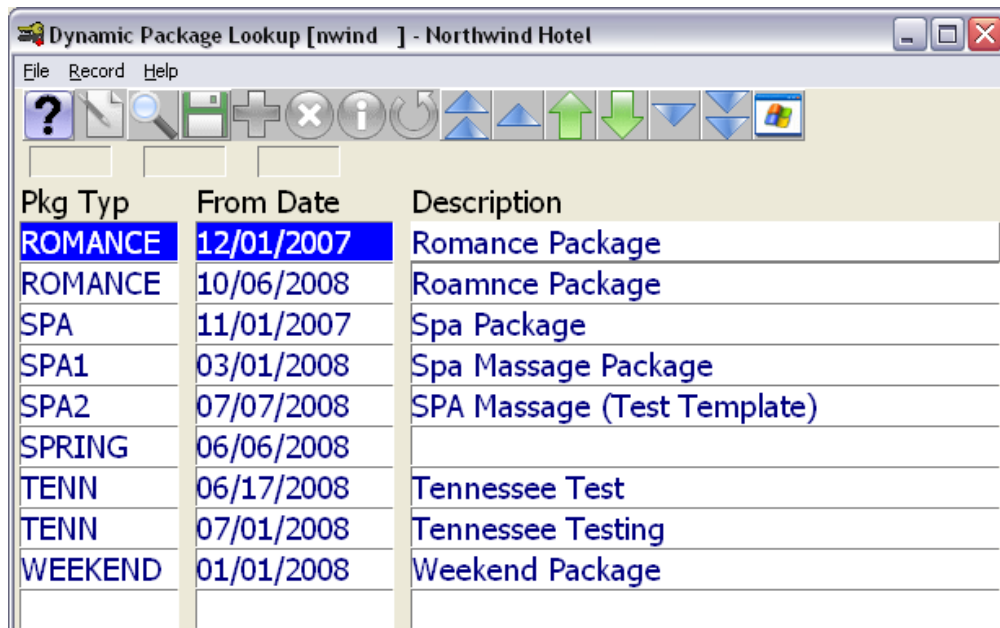 Dynamic Package Lookup [nwind   ] - Northwind Hotel
File Record Help
?
Pkg Typ From Date Description
ROMANCE 12/01/2007 Romance Package
ROMANCE 10/06/2008 Roamnce Package
SPA 11/01/2007 Spa Package
SPA1 03/01/2008 Spa Massage Package
SPA2 07/07/2008 SPA Massage (Test Template)
SPRING 06/06/2008
TENN 06/17/2008 Tennessee Test
TENN 07/01/2008 Tennessee Testing
WEEKEND 01/01/2008 Weekend Package